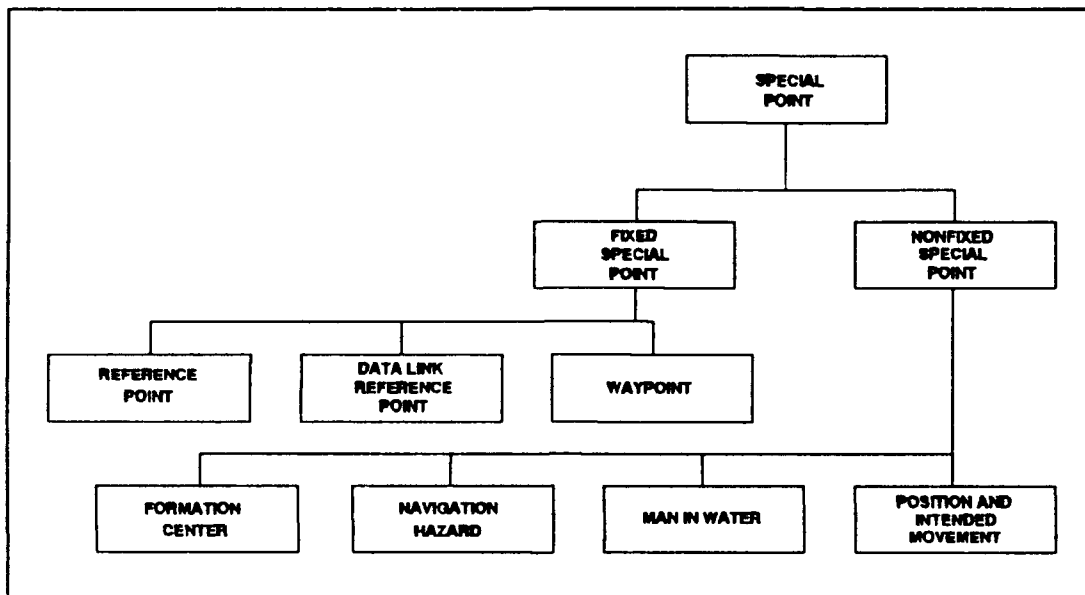 SPECIAL
POINT
FIXED
SPECIAL
POINT
NONFIXED
SPECIAL
POINT
REFERENCE
POINT
DATA LINK
REFERENCE
POINT
WAYPOINT
FORMATION
CENTER
NAVIGATION
HAZARD
MAN IN WATER
POSITION AND
INTENDED
MOVEMENT